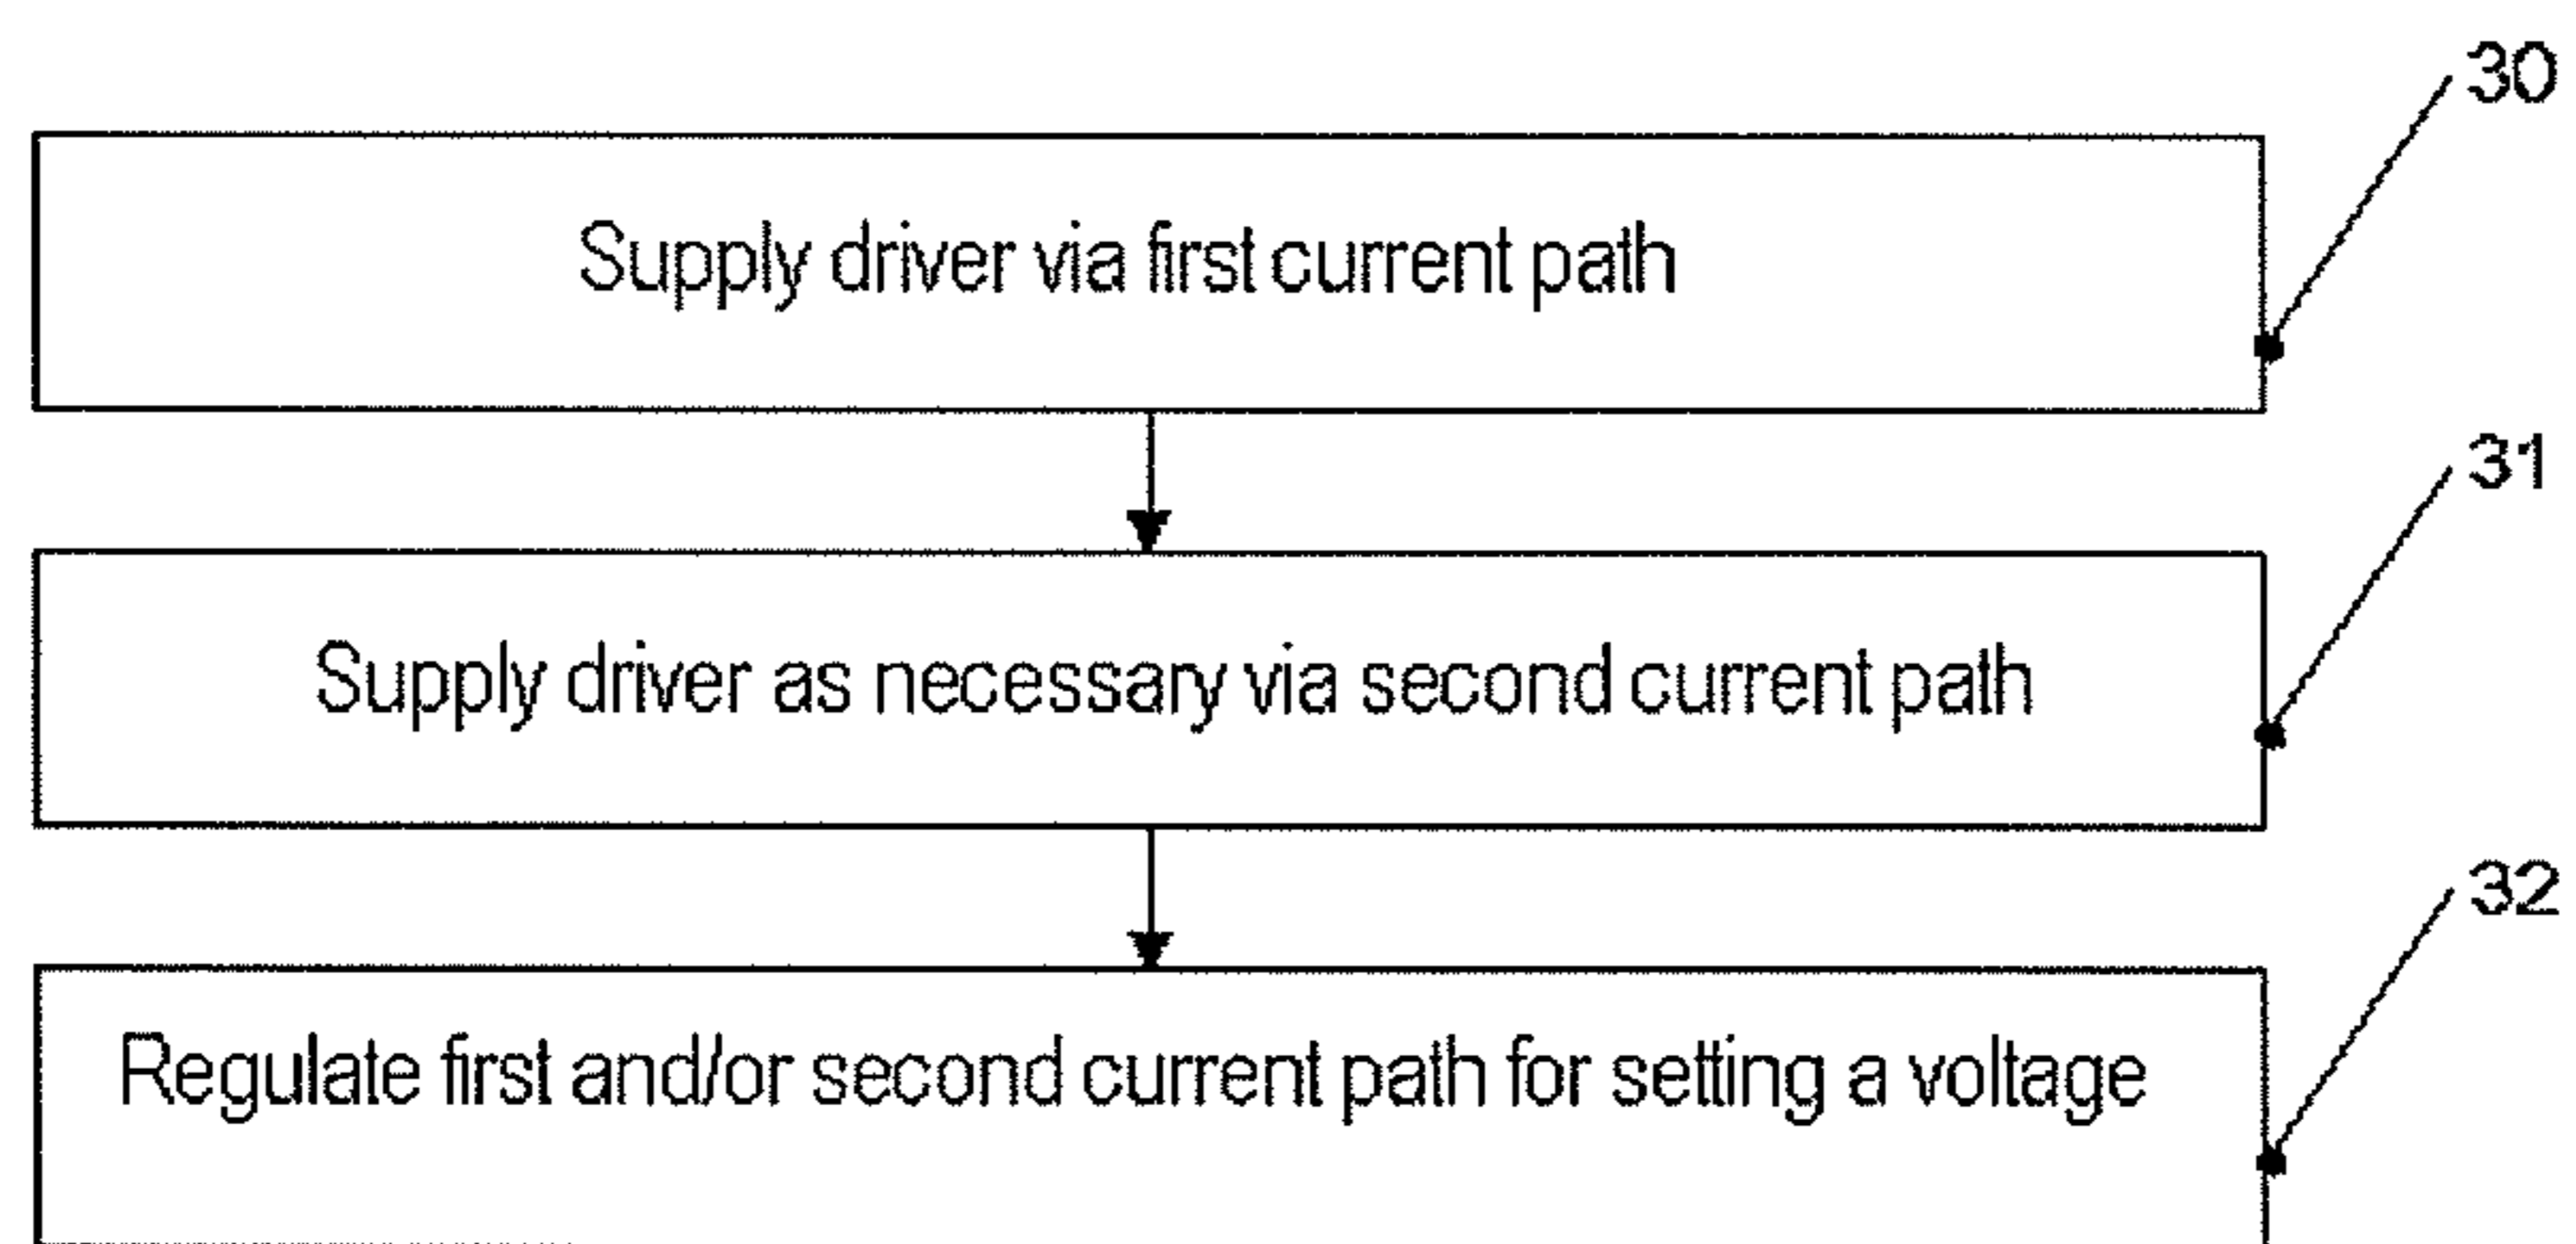 30
Supply driver via first current path
31
Supply driver as necessary via second current path
32
Regulate first and/or second current path for setting a voltage